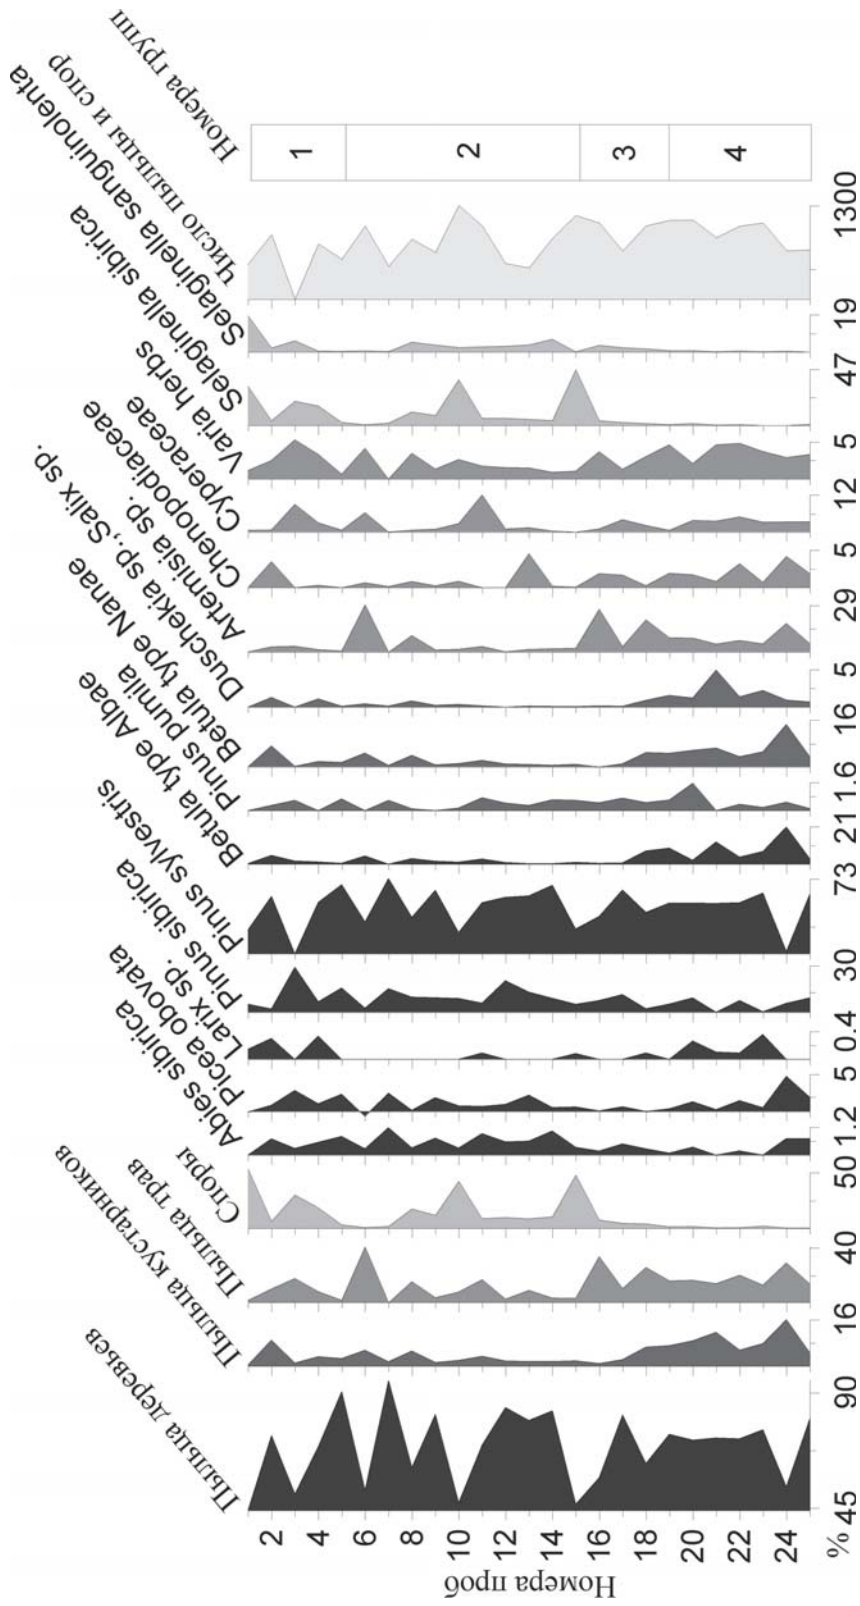 Номера проб
2
4
6
8
10
12
14
16
18
20
22
24
%
Пыльца деревьев
45
90
Пыльца кустарников
16
Пыльца трав
40
Споры
50
Abies sibirica
1.2
Picea obovata
5
Larix sp.
0.4
Pinus sibirica
30
Pinus sylvestris
73
Betula type Albae
21
Pinus pumila
1.6
Betula type Nanae
16
Duschekia sp.,Salix sp.
5
Artemisia sp.
29
Chenopodiaceae
5
Cyperaceae
12
Varia herbs
5
Selaginella sibirica
47
Selaginella sanguinolenta
19
Число пыльцы и спор
1300
Номера групп
1
2
3
4
2